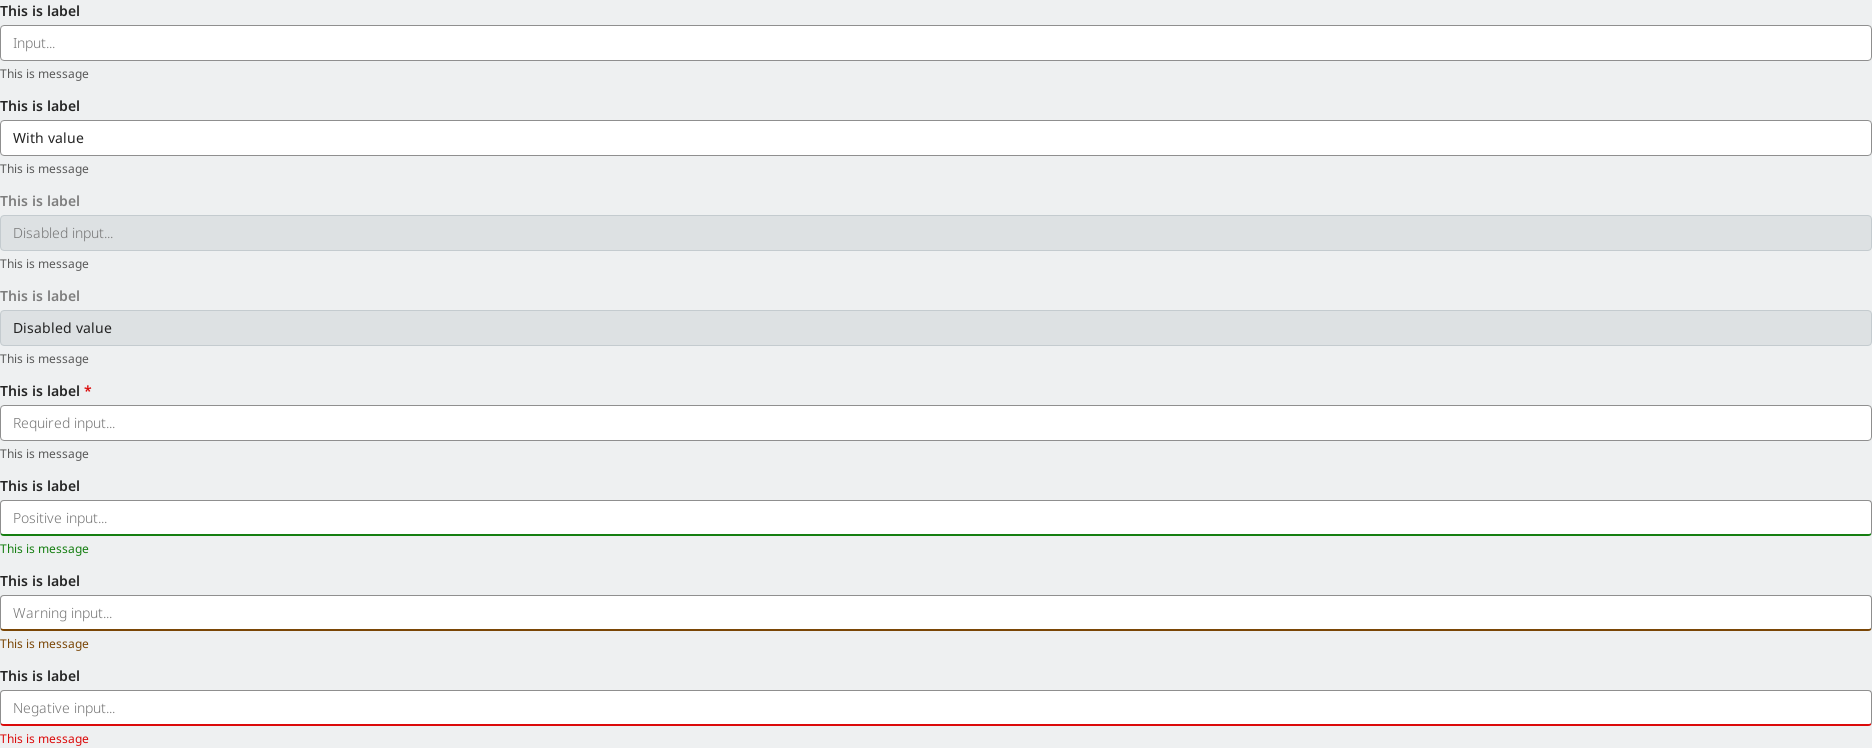 This is label
Input...
This is message
This is label
With value
This is message
This is label
Disabled input...
This is message
This is label
Disabled value
This is message
This is label *
Required input...
This is message
This is label
Positive input...
This is message
This is label
Warning input...
This is message
This is label
Negative input...
This is message